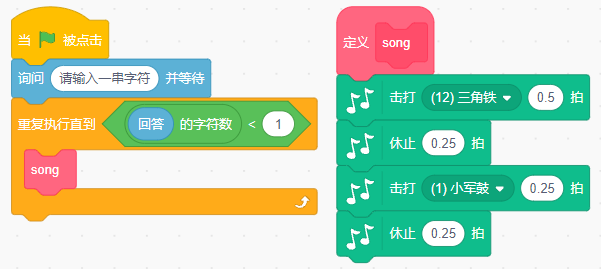 当 被点击
询问 请输入一串字符 并等待
重复执行直到 回答 的字符数 < 1
song
定义 song
击打 (12) 三角铁 0.5 拍
休止 0.25 拍
击打 (1) 小军鼓 0.25 拍
休止 0.25 拍